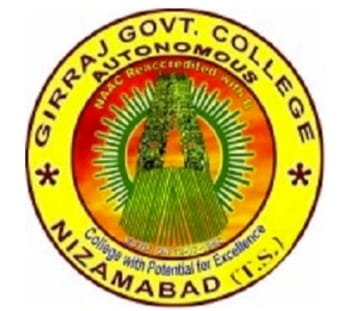 GIRRAJ GOVT. COLLEGE
AUTONOMOUS
NAAC Reaccredited with
College with Potential for Excellence
NIZAMABAD (T.S.)